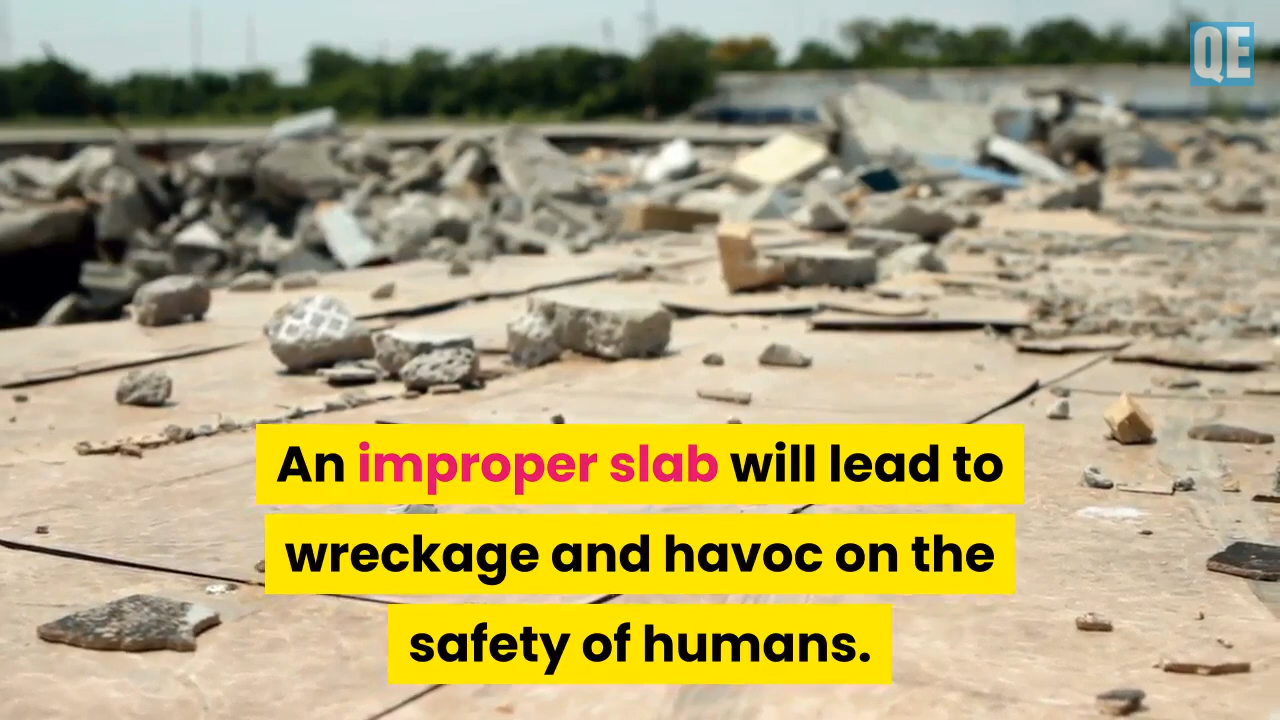 QE
An improper slab will lead to
wreckage and havoc on the
safety of humans.